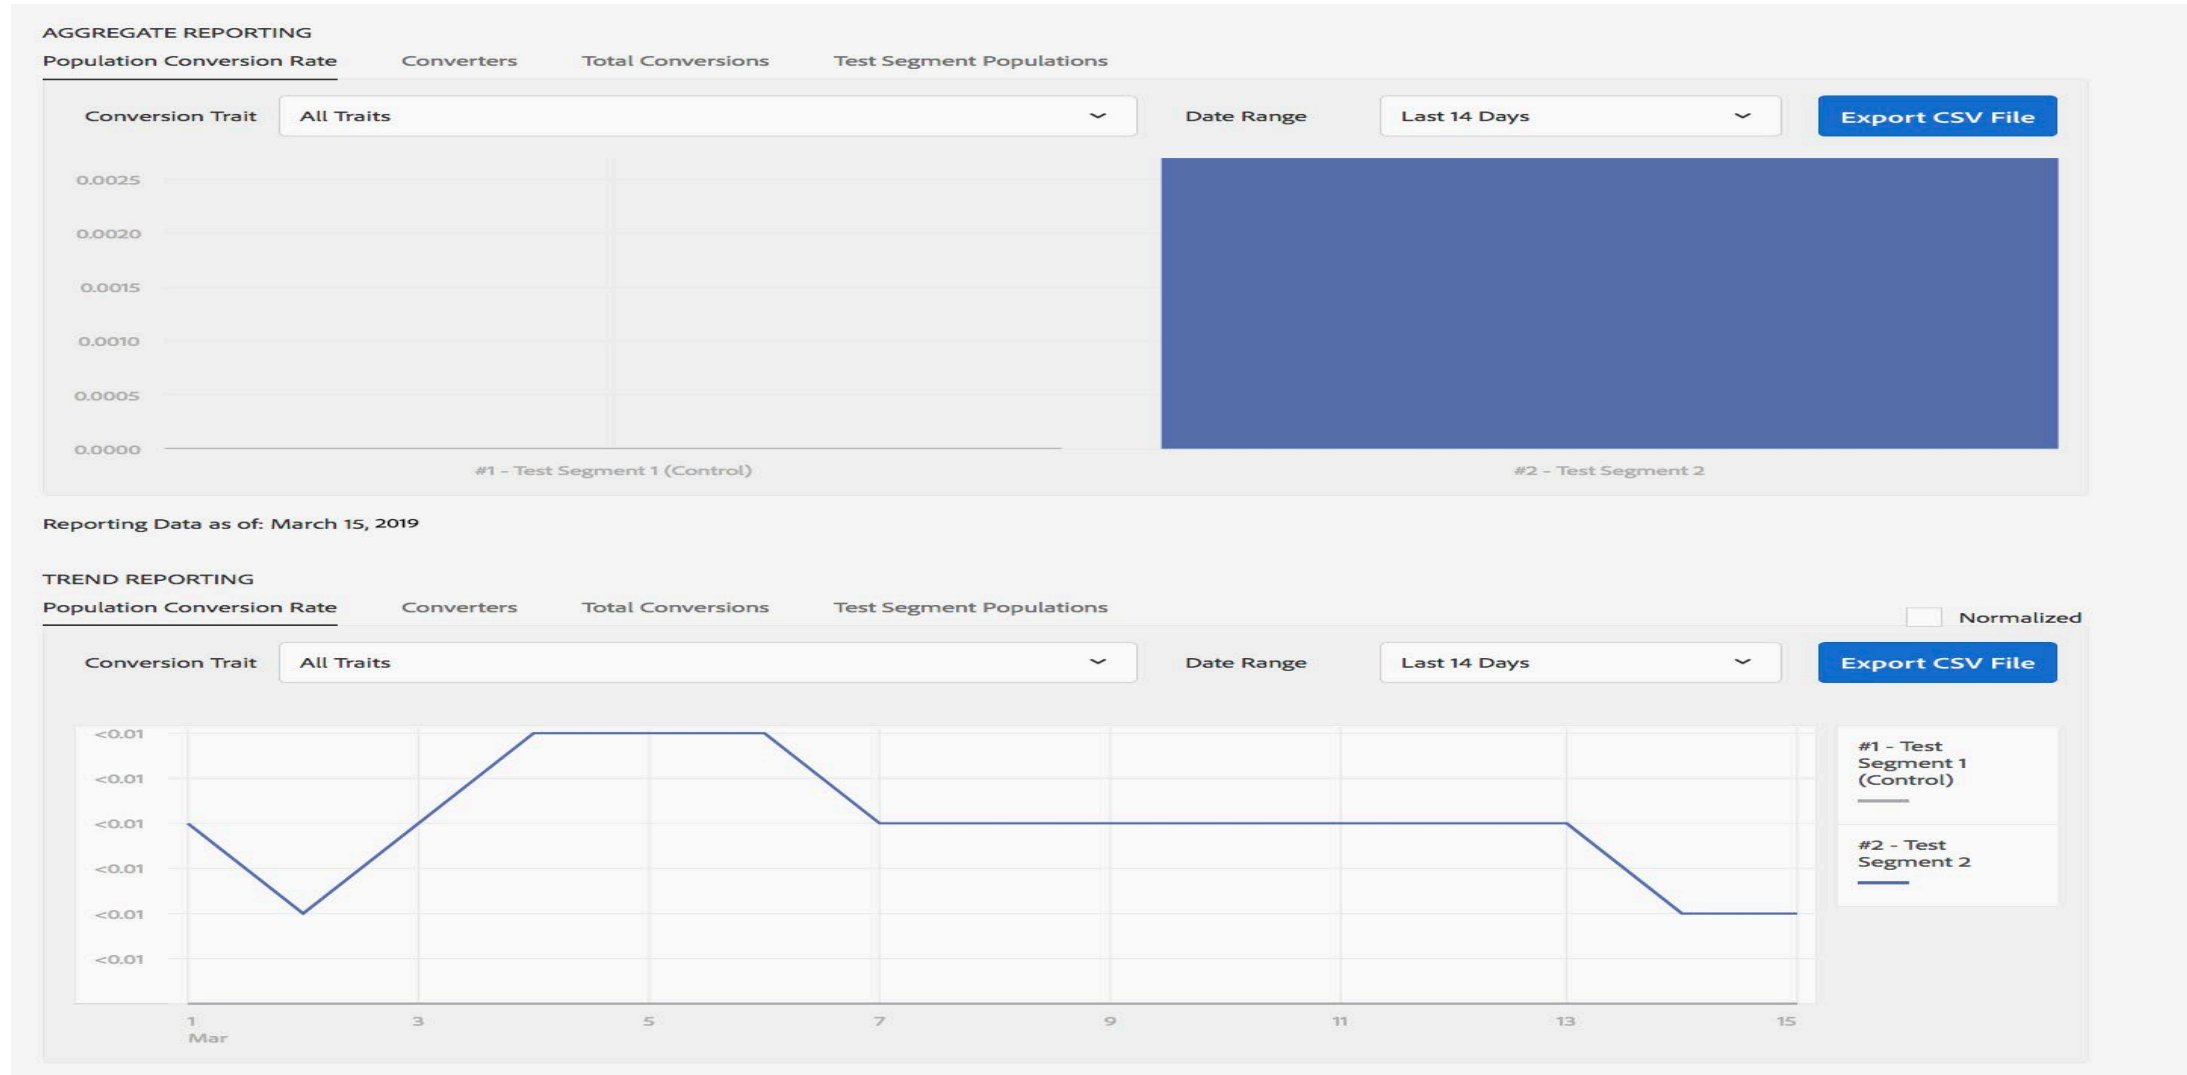 AGGREGATE REPORTING
Population Conversion Rate Converters Total Conversions Test Segment Populations
Conversion Trait All Traits Date Range Last 14 Days Export CSV File
0.0025
0.0020
0.0015
0.0010
0.0005
0.0000
#1 - Test Segment 1 (Control) #2 - Test Segment 2
Reporting Data as of: March 15, 2019
TREND REPORTING
Population Conversion Rate Converters Total Conversions Test Segment Populations
Normalized
Conversion Trait All Traits Date Range Last 14 Days Export CSV File
<0.01
<0.01
<0.01
<0.01
<0.01
<0.01
#1 - Test
Segment 1
(Control)
#2 - Test
Segment 2
1 3 5 7 9 11 13 15
Mar